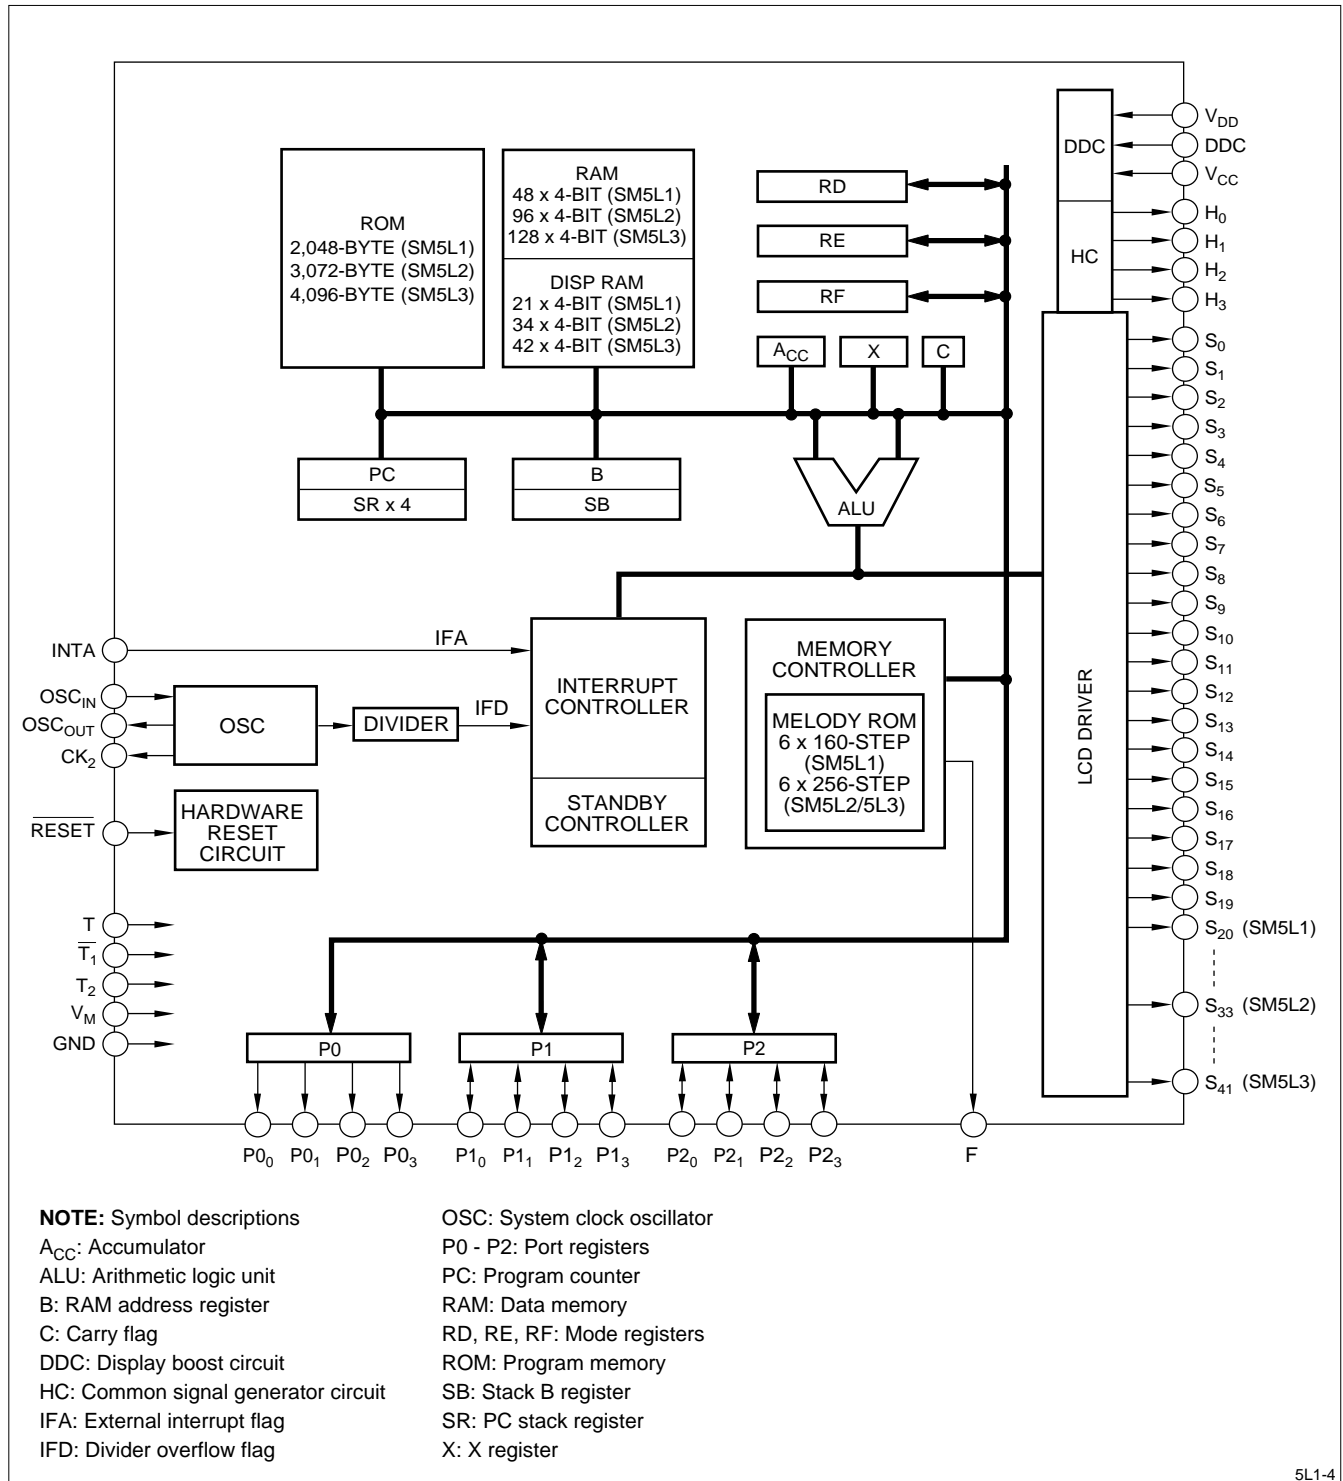 ROM
2,048-BYTE (SM5L1)
3,072-BYTE (SM5L2)
4,096-BYTE (SM5L3)
RAM
48 x 4-BIT (SM5L1)
96 x 4-BIT (SM5L2)
128 x 4-BIT (SM5L3)
DISP RAM
21 x 4-BIT (SM5L1)
34 x 4-BIT (SM5L2)
42 x 4-BIT (SM5L3)
RD
RE
RF
ACC
X
C
PC
SR x 4
B
SB
ALU
DDC
HC
LCD DRIVER
VDD
DDC
VCC
H0
H1
H2
H3
S0
S1
S2
S3
S4
S5
S6
S7
S8
S9
S10
S11
S12
S13
S14
S15
S16
S17
S18
S19
S20 (SM5L1)
S33 (SM5L2)
S41 (SM5L3)
INTA
IFA
OSCIN
OSCOUT
CK2
OSC
DIVIDER
IFD
INTERRUPT
CONTROLLER
STANDBY
CONTROLLER
MEMORY
CONTROLLER
MELODY ROM
6 x 160-STEP
(SM5L1)
6 x 256-STEP
(SM5L2/5L3)
RESET
HARDWARE
RESET
CIRCUIT
T
T1
T2
VM
GND
P0
P1
P2
P00 P01 P02 P03 P10 P11 P12 P13 P20 P21 P22 P23 F
NOTE: Symbol descriptions
ACC: Accumulator
ALU: Arithmetic logic unit
B: RAM address register
C: Carry flag
DDC: Display boost circuit
HC: Common signal generator circuit
IFA: External interrupt flag
IFD: Divider overflow flag
OSC: System clock oscillator
P0 - P2: Port registers
PC: Program counter
RAM: Data memory
RD, RE, RF: Mode registers
ROM: Program memory
SB: Stack B register
SR: PC stack register
X: X register
5L1-4